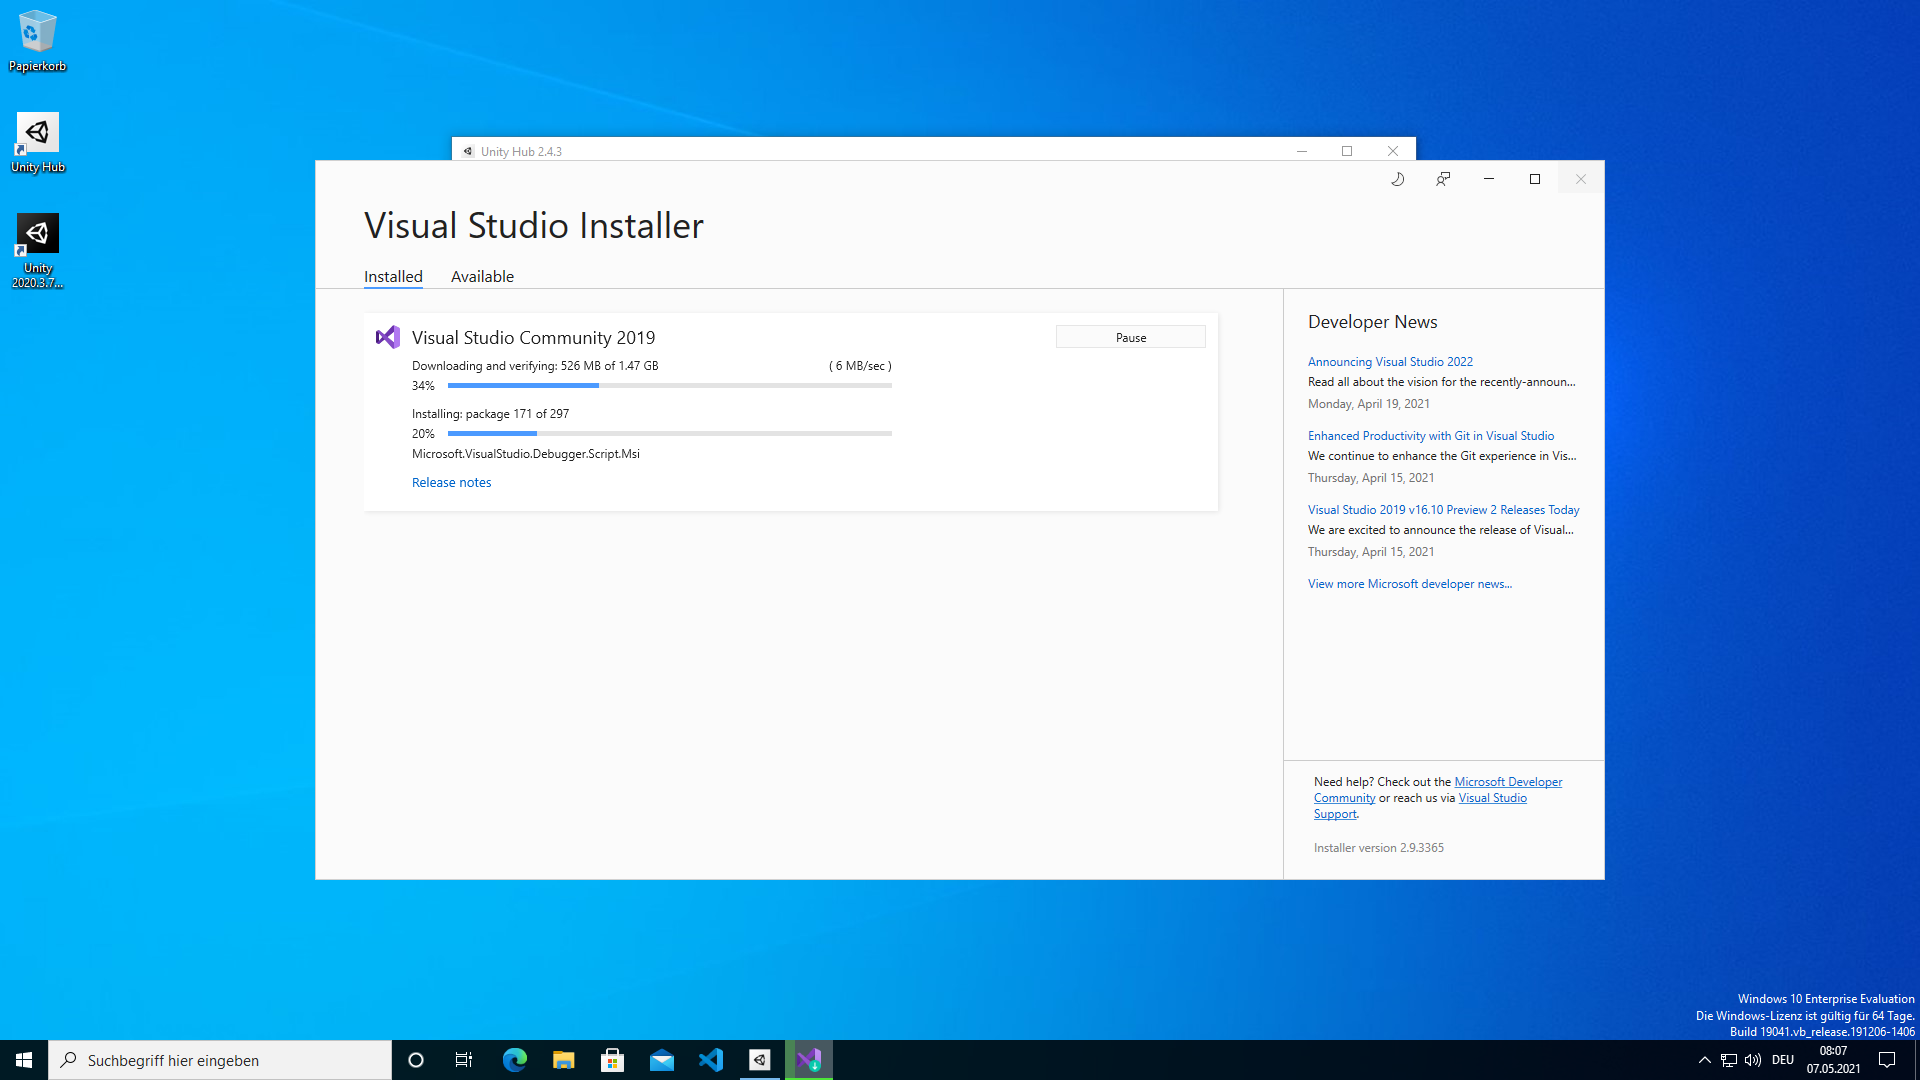 Papierkorb
Unity Hub
Unity
2020.3.7...
Unity Hub 2.4.3
Visual Studio Installer
Installed
Available
Visual Studio Community 2019
Pause
Downloading and verifying: 526 MB of 1.47 GB
( 6 MB/sec )
34%
Installing: package 171 of 297
20%
Microsoft.VisualStudio.Debugger.Script.Msi
Release notes
Developer News
Announcing Visual Studio 2022
Read all about the vision for the recently-announ...
Monday, April 19, 2021
Enhanced Productivity with Git in Visual Studio
We continue to enhance the Git experience in Vis...
Thursday, April 15, 2021
Visual Studio 2019 v16.10 Preview 2 Releases Today
We are excited to announce the release of Visual...
Thursday, April 15, 2021
View more Microsoft developer news...
Need help? Check out the Microsoft Developer
Community or reach us via Visual Studio
Support.
Installer version 2.9.3365
Windows 10 Enterprise Evaluation
Die Windows-Lizenz ist gültig für 64 Tage.
Build 19041.vb_release.191206-1406
Suchbegriff hier eingeben
DEU
08:07
07.05.2021